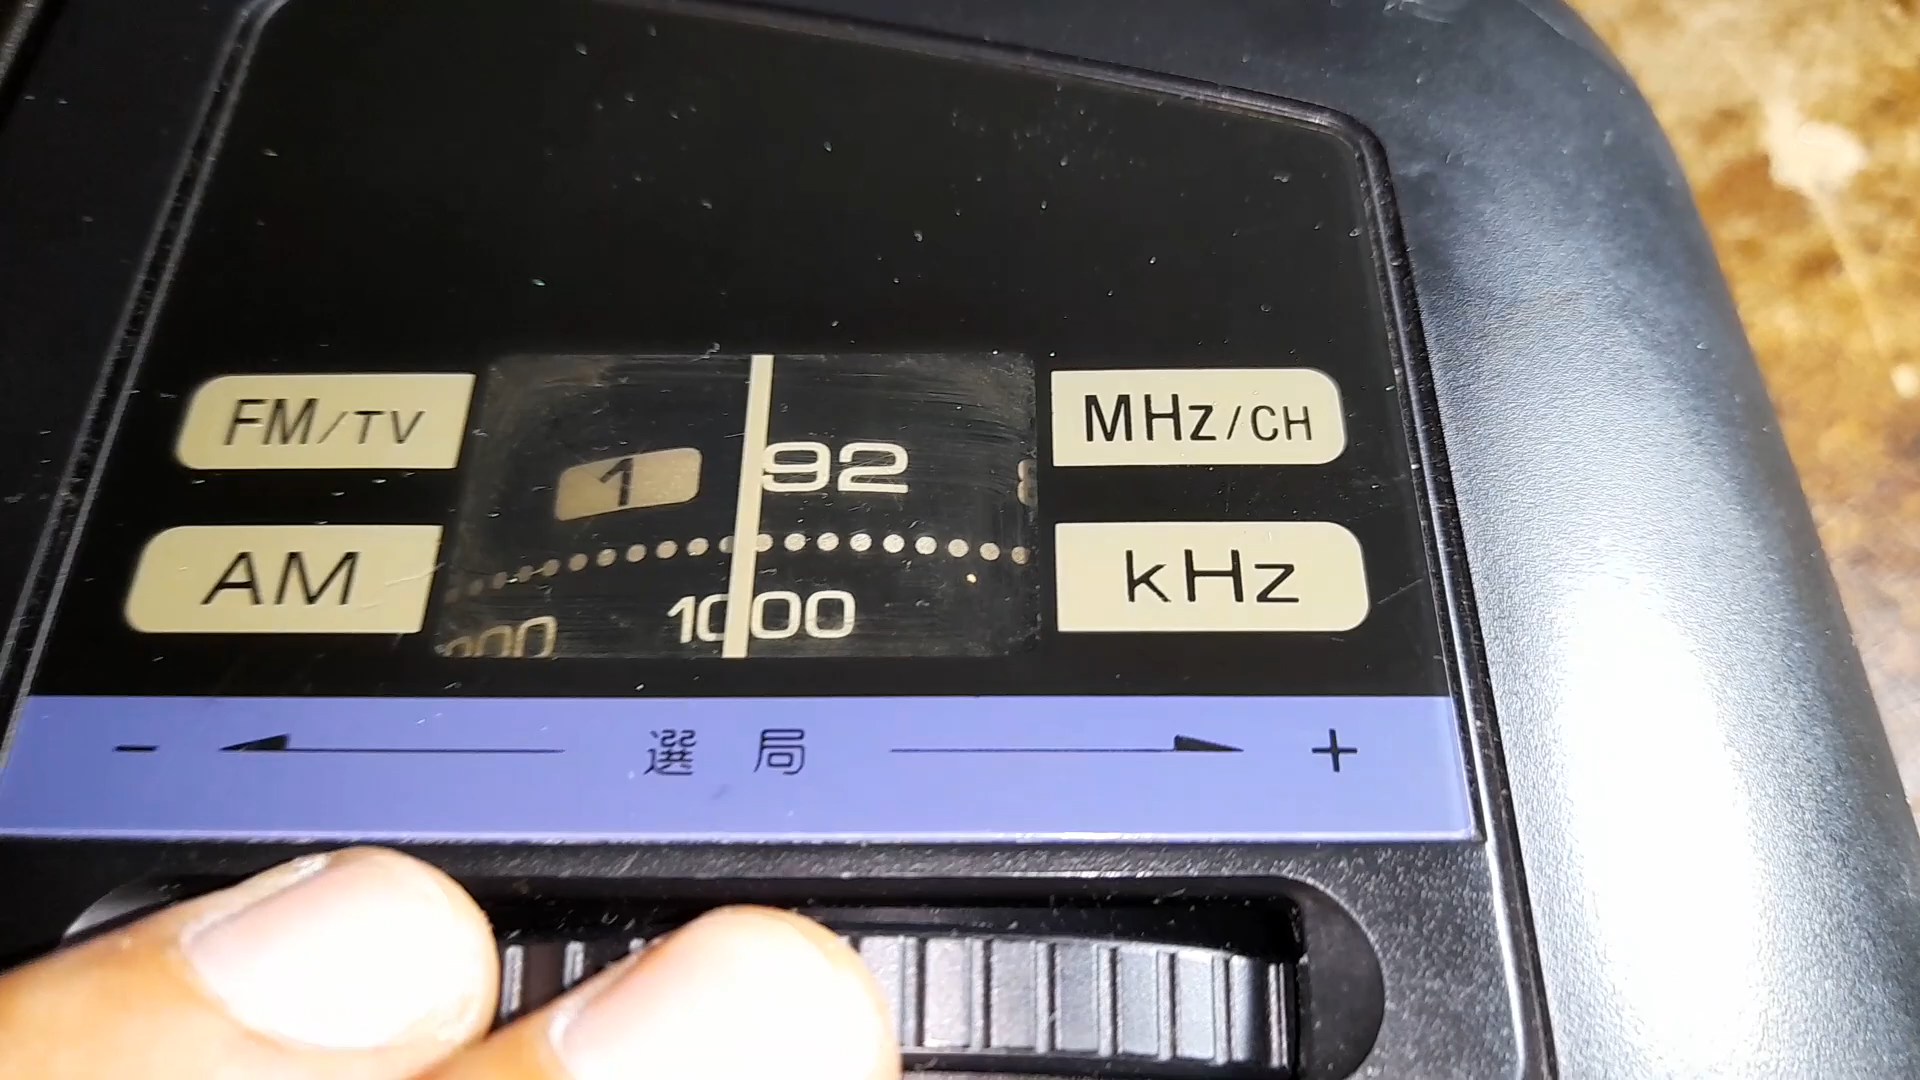 FM/TV 1 92 MHz/CH
AM 1000 kHz
- 選局 +